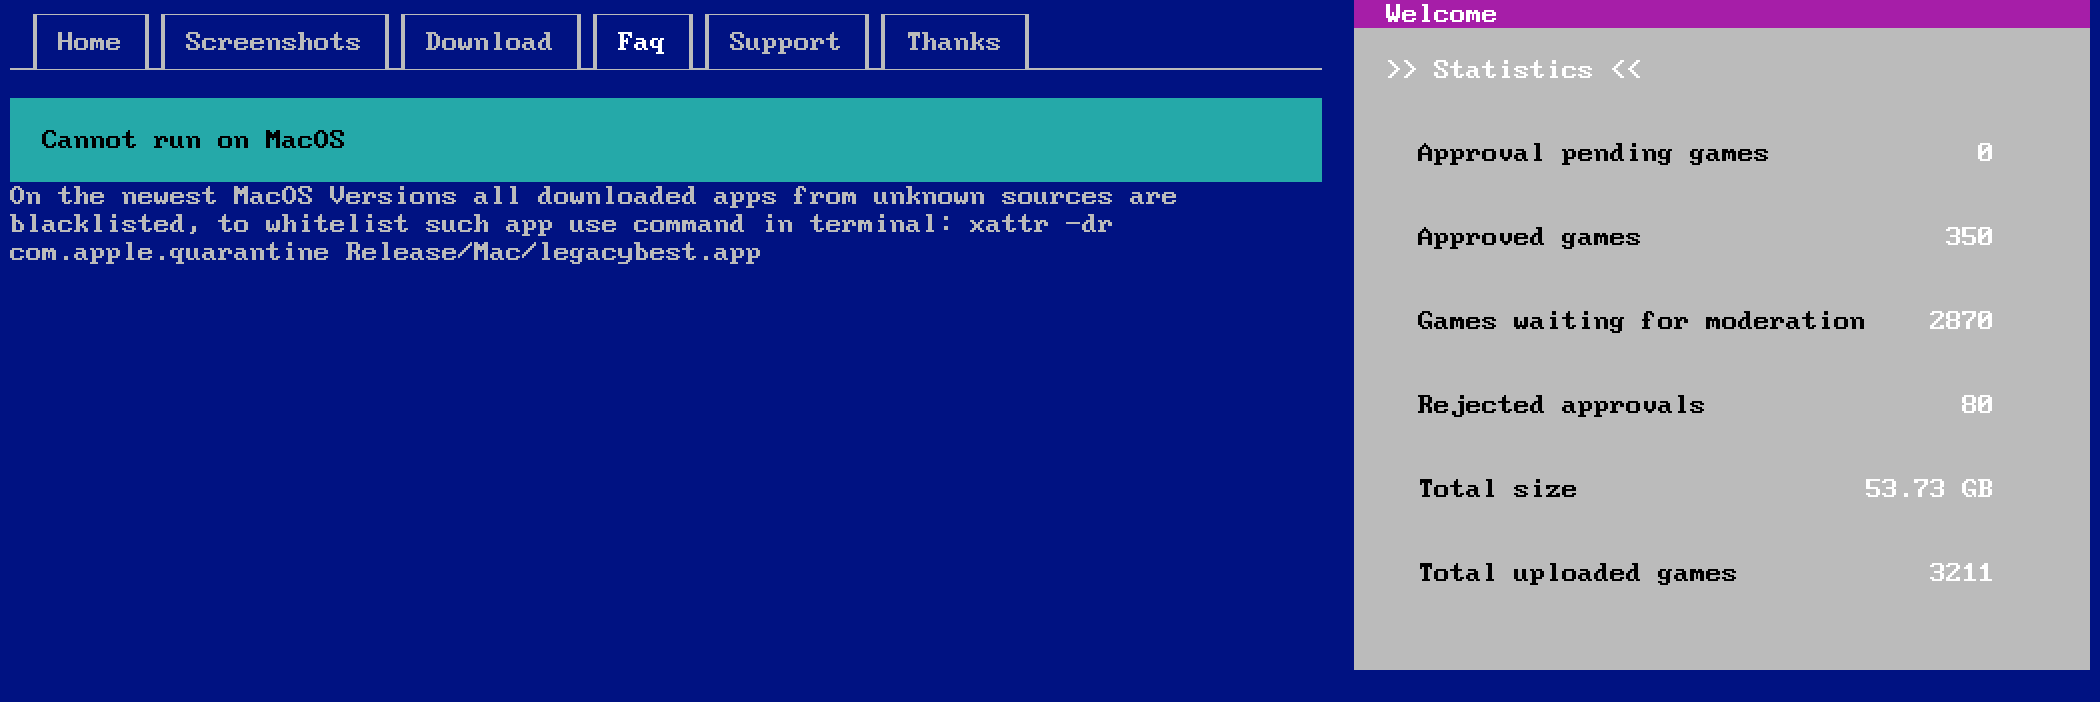 Home Screenshots Download Faq Support Thanks
Cannot run on MacOS
On the newest MacOS Versions all downloaded apps from unknown sources are
blacklisted, to whitelist such app use command in terminal: xattr -dr
com.apple.quarantine Release/Mac/legacybest.app
Welcome
>> Statistics <<
Approval pending games 0
Approved games 350
Games waiting for moderation 2870
Rejected approvals 80
Total size 53.73 GB
Total uploaded games 3211